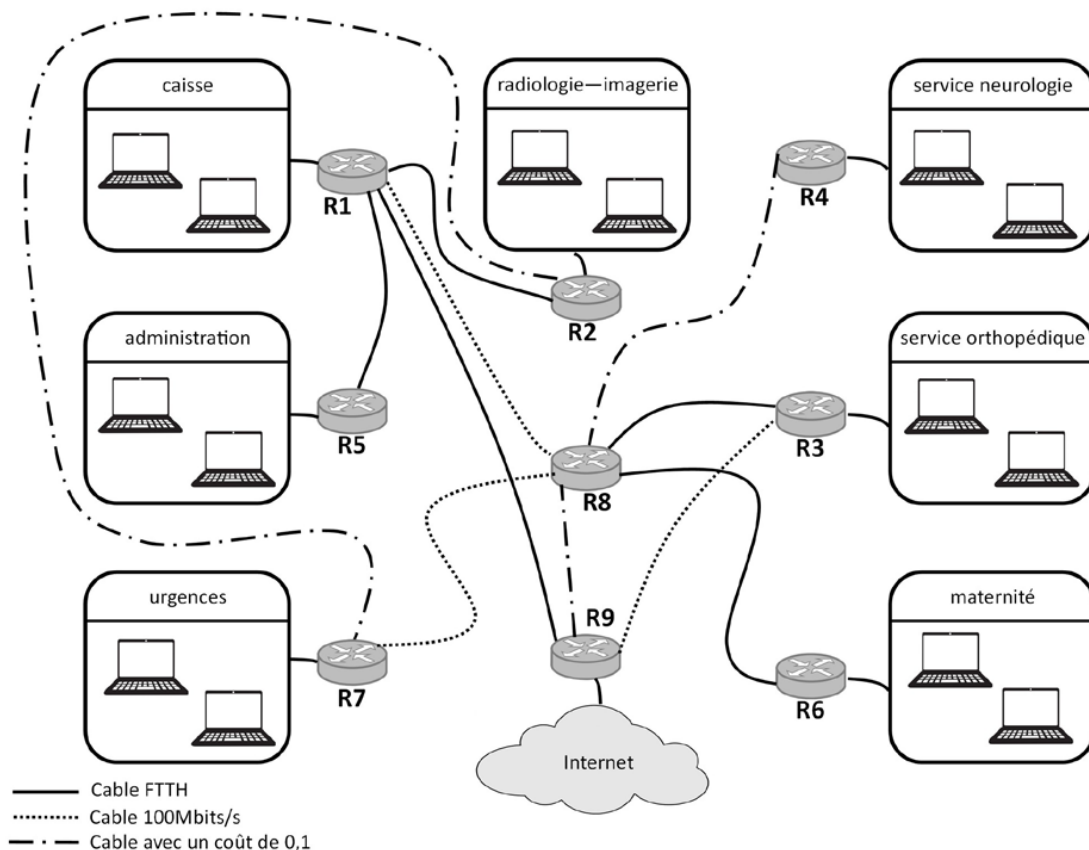 caisse
radiologie—imagerie
service neurologie
R1
R4
R2
administration
service orthopédique
R5
R3
R8
urgences
R9
maternité
R7
R6
Internet
Cable FTTH
Cable 100Mbits/s
Cable avec un coût de 0,1